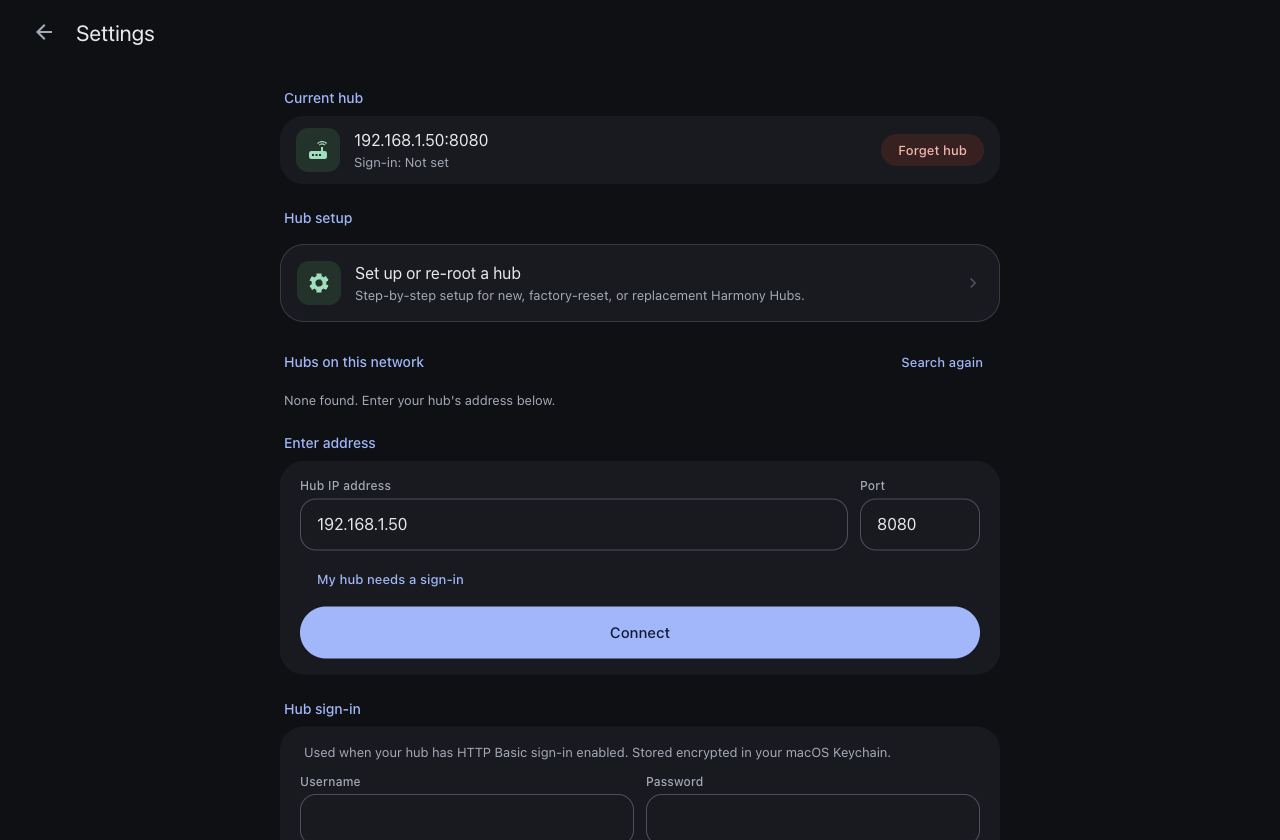 Settings
Current hub
192.168.1.50:8080
Sign-in: Not set
Forget hub
Hub setup
Set up or re-root a hub
Step-by-step setup for new, factory-reset, or replacement Harmony Hubs.
Hubs on this network
Search again
None found. Enter your hub's address below.
Enter address
Hub IP address
Port
192.168.1.50
8080
My hub needs a sign-in
Connect
Hub sign-in
Used when your hub has HTTP Basic sign-in enabled. Stored encrypted in your macOS Keychain.
Username
Password